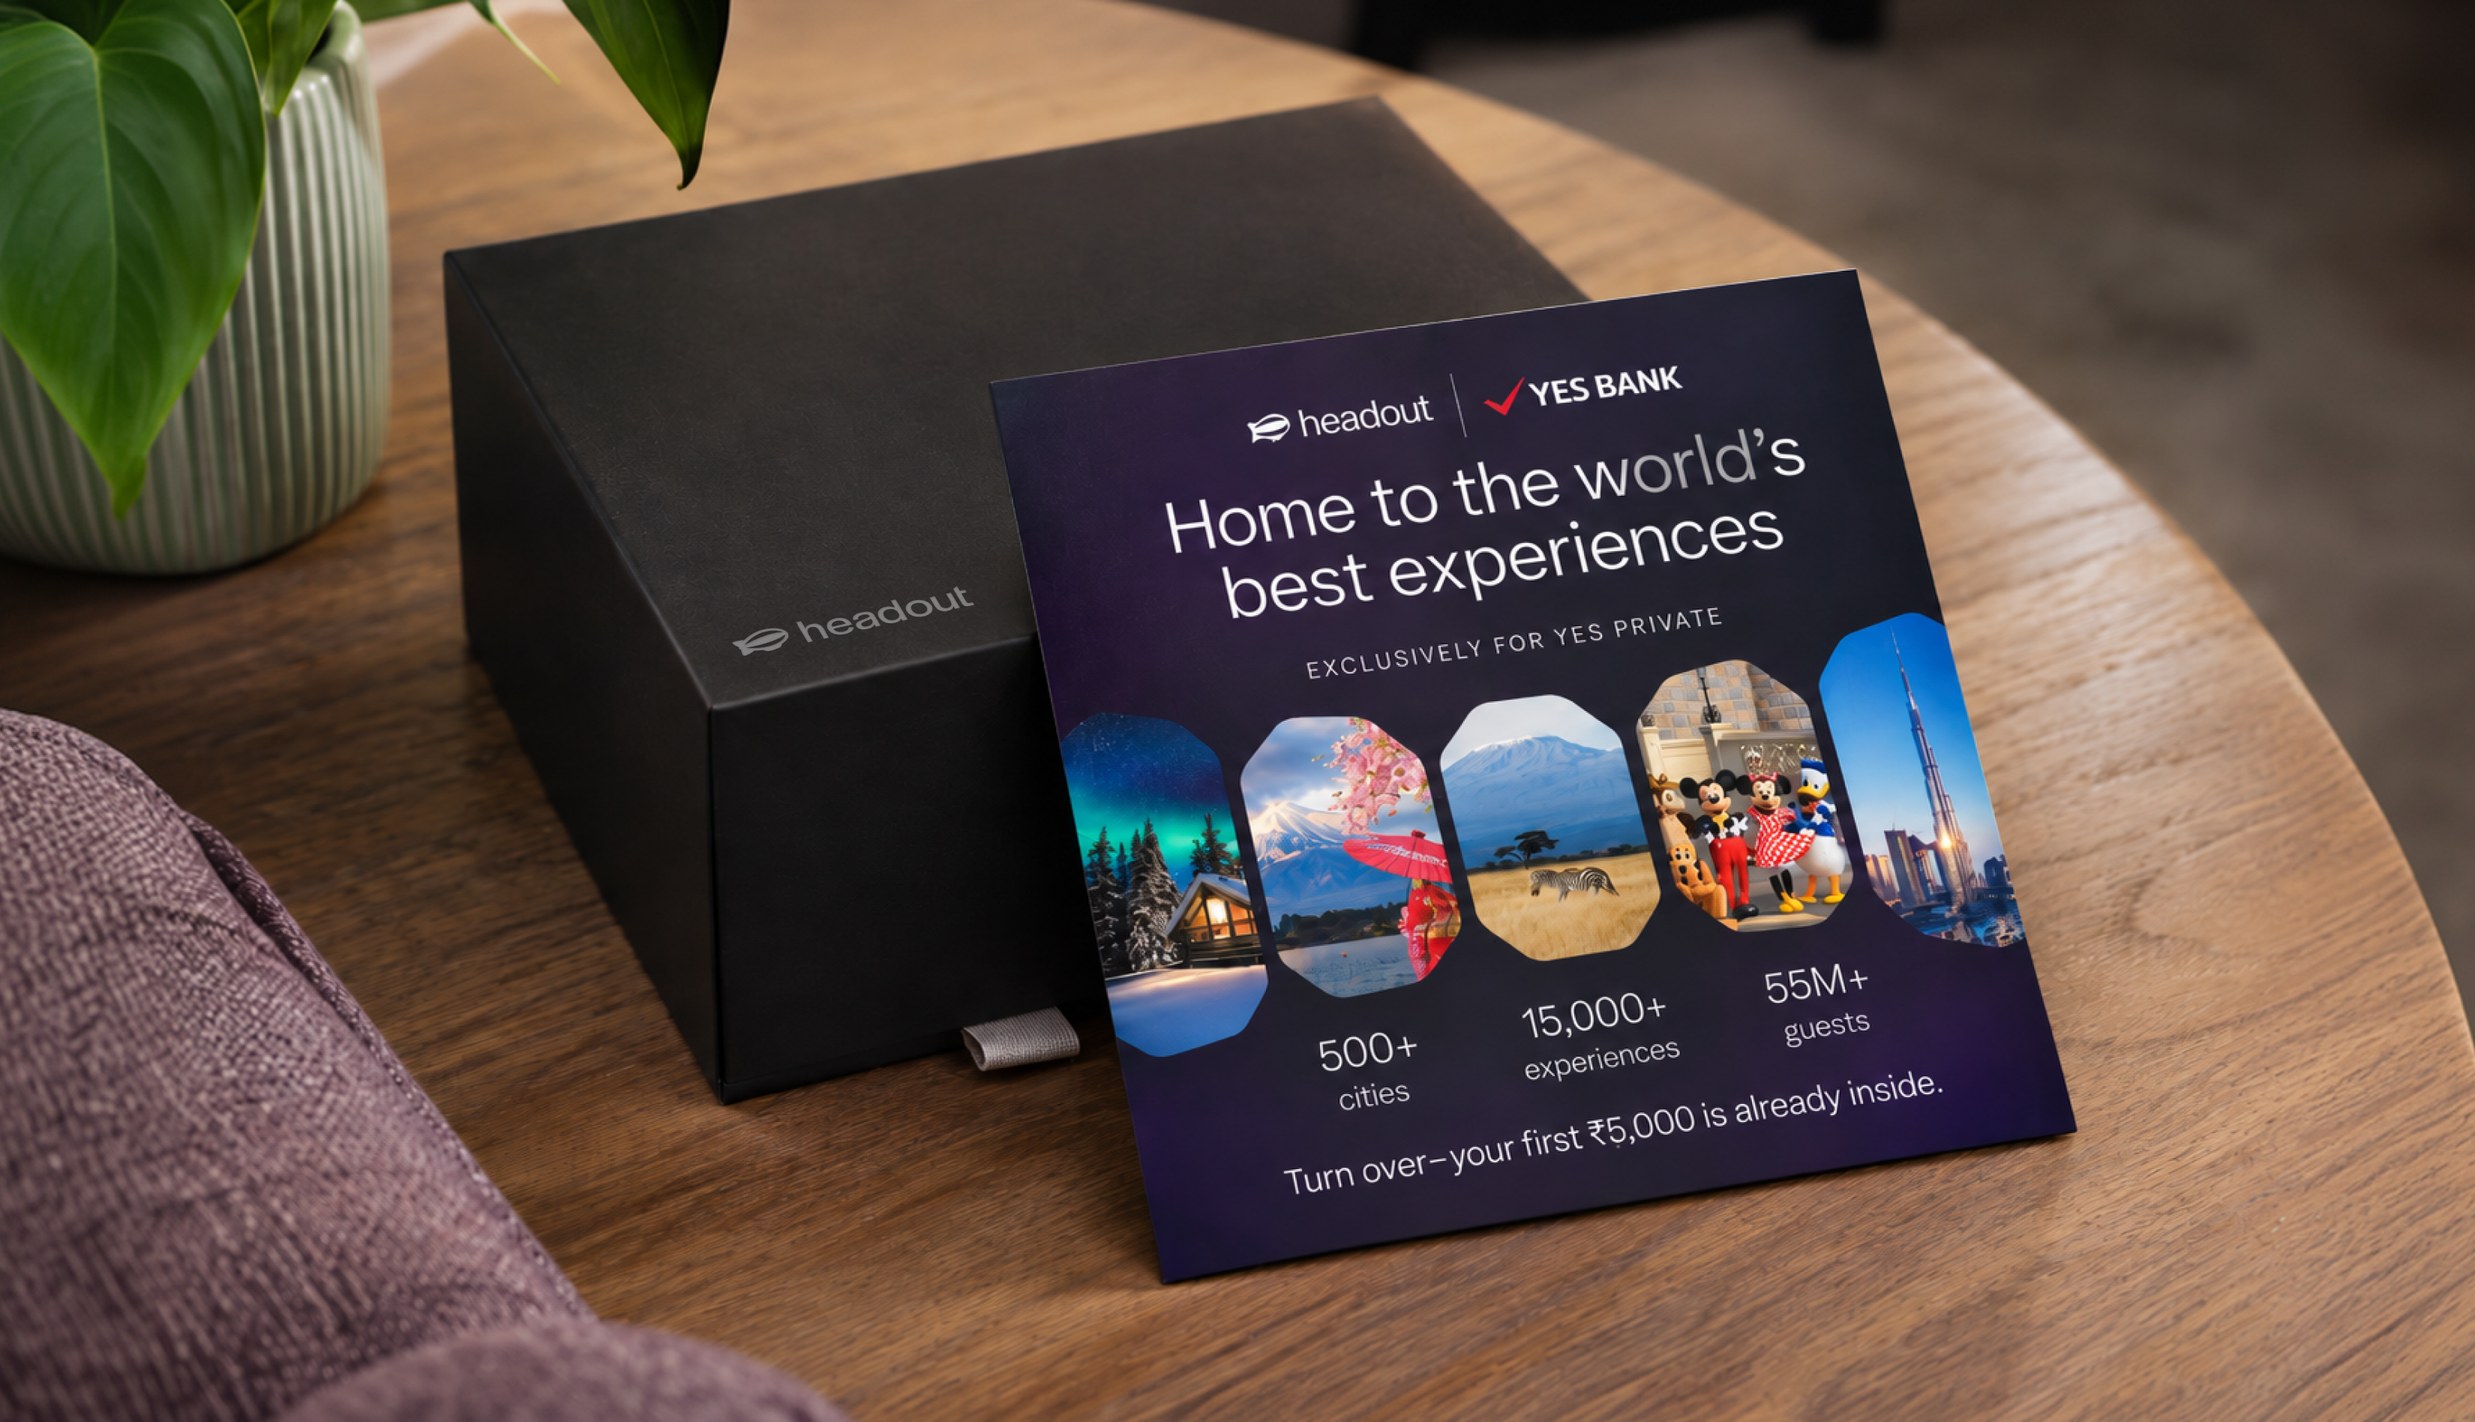 headout
headout
YES BANK
Home to the world's
best experiences
EXCLUSIVELY FOR YES PRIVATE
500+
cities
15,000+
experiences
55M+
guests
Turn over–your first ₹5,000 is already inside.